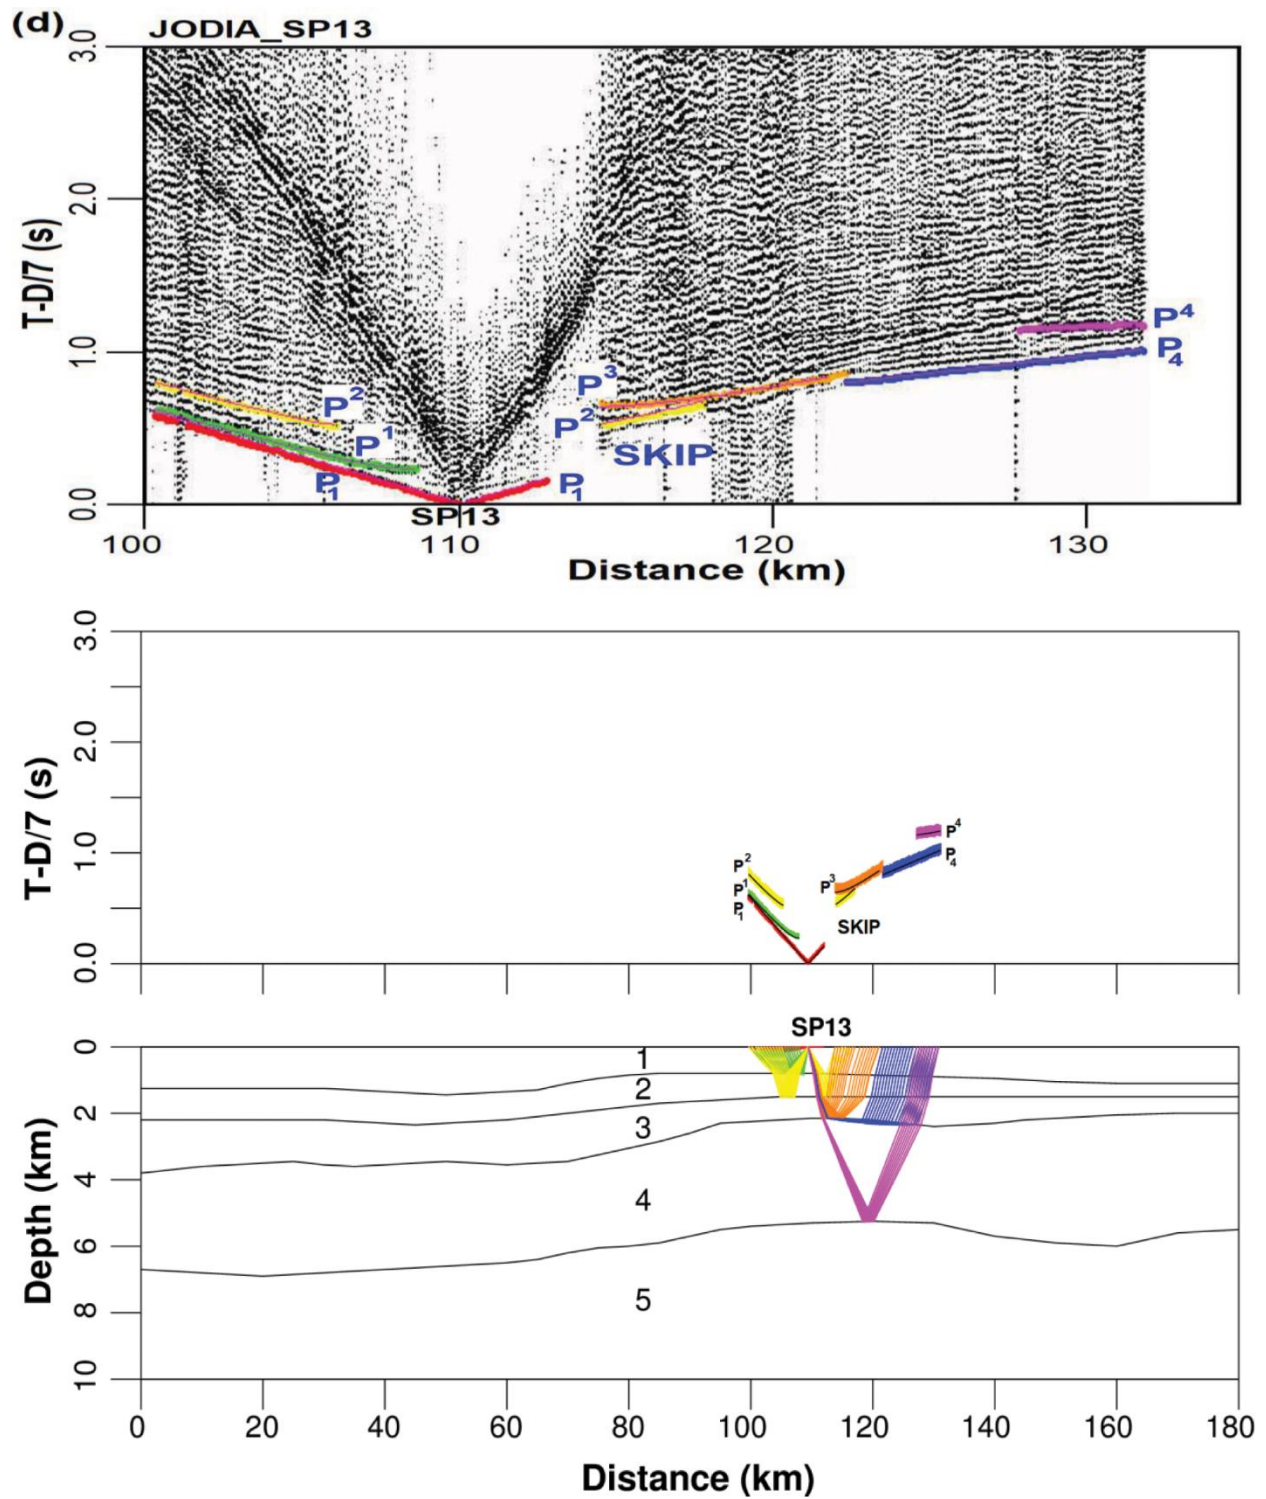 (d) JODIA_SP13
3.0
2.0
1.0
0.0
T-D/7 (s)
P4
P4
P3
P2
P2
P1
SKIP
P1
P1
SP13
100 110 120 130
Distance (km)
3.0
2.0
1.0
0.0
T-D/7 (s)
P4
P4
P2
P3
P1
P1
SKIP
SP13
0
2
4
6
8
10
Depth (km)
1
2
3
4
5
0 20 40 60 80 100 120 140 160 180
Distance (km)